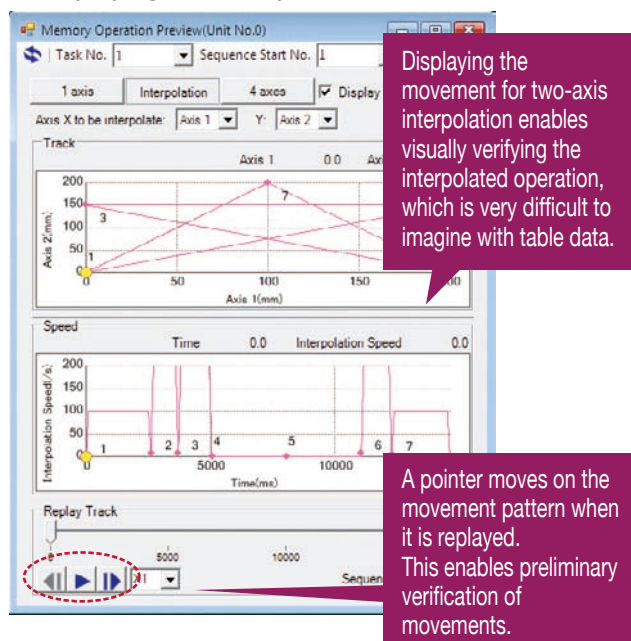 Memory Operation Preview(Unit No.0)
Task No. 1 Sequence Start No. 1
1 axis Interpolation 4 axes Display
Axis X to be interpolate: Axis 1 Y: Axis 2
Displaying the
movement for two-axis
interpolation enables
visually verifying the
interpolated operation,
which is very difficult to
imagine with table data.
Track
Axis 1 0.0
200
150
100
50
0
3
7
1
Axis 2(mm)
50 100 150
Axis 1(mm)
Speed
Time 0.0 Interpolation Speed 0.0
200
150
100
50
0
1 2 3 4 5 6 7
Interpoation Speed(/s)
0 5000 10000
Time(ms)
A pointer moves on the
movement pattern when
it is replayed.
This enables preliminary
verification of
movements.
Replay Track
0 5000 10000